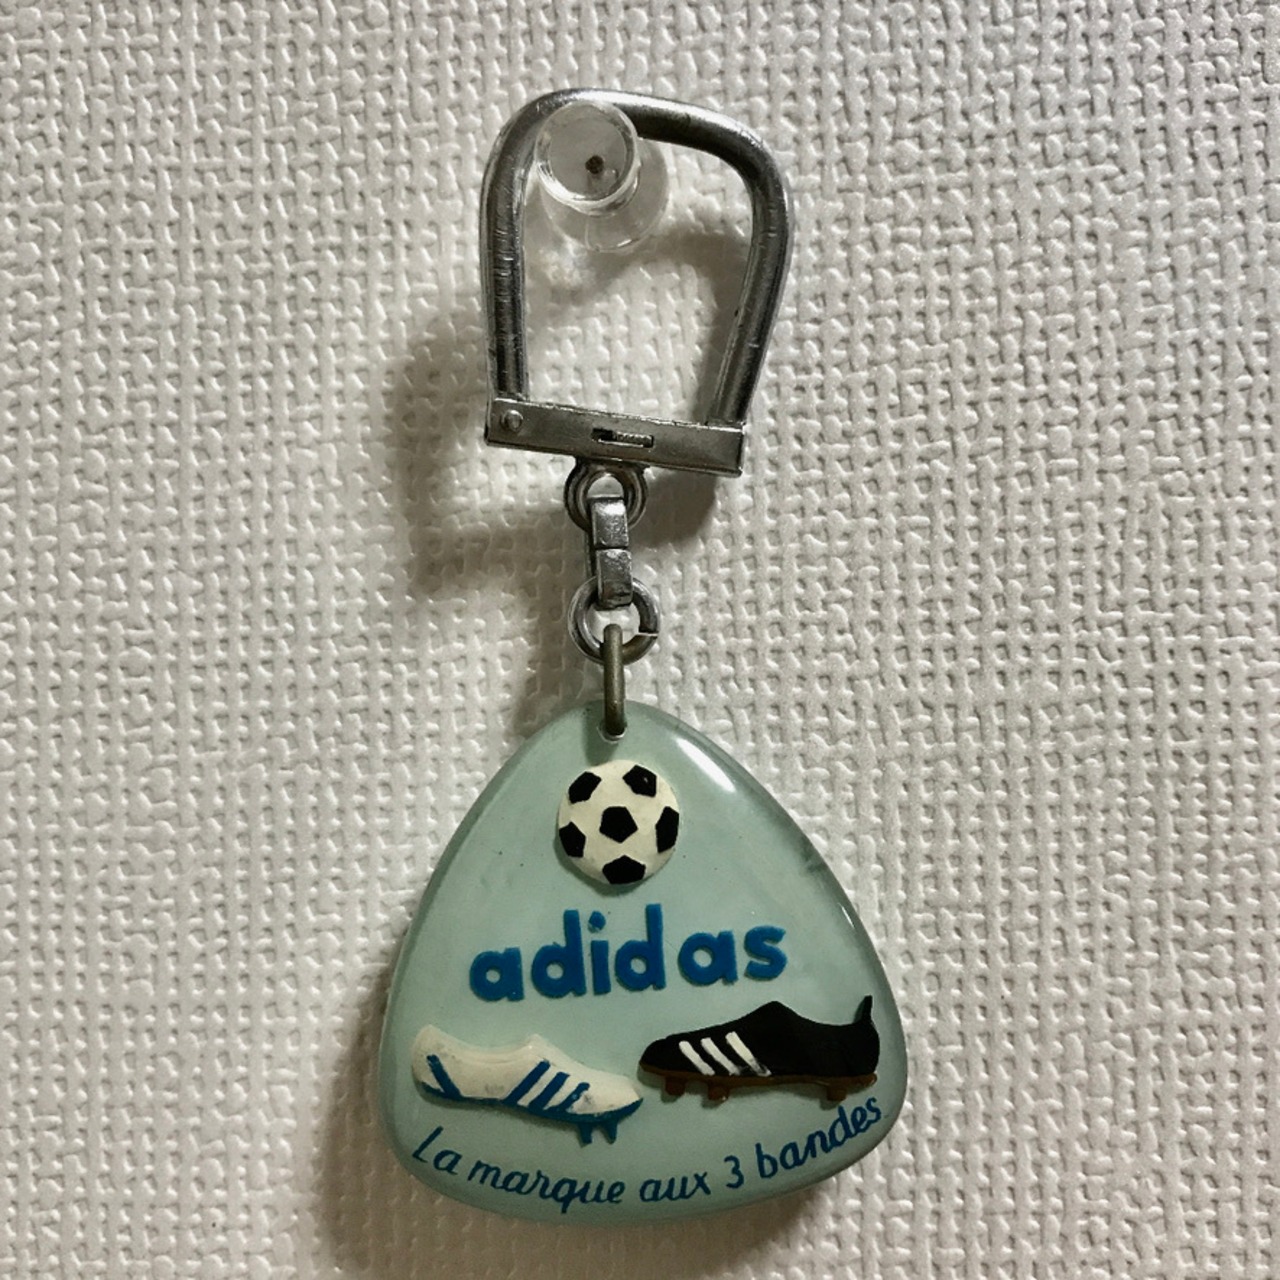 adidas
La marque aux 3 bandes